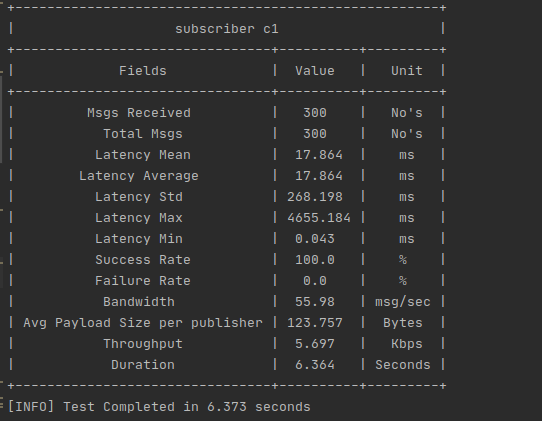 subscriber c1
Fields | Value | Unit
Msgs Received | 300 | No's
Total Msgs | 300 | No's
Latency Mean | 17.864 | ms
Latency Average | 17.864 | ms
Latency Std | 268.198 | ms
Latency Max | 4655.184 | ms
Latency Min | 0.043 | ms
Success Rate | 100.0 | %
Failure Rate | 0.0 | %
Bandwidth | 55.98 | msg/sec
Avg Payload Size per publisher | 123.757 | Bytes
Throughput | 5.697 | Kbps
Duration | 6.364 | Seconds
[INFO] Test Completed in 6.373 seconds